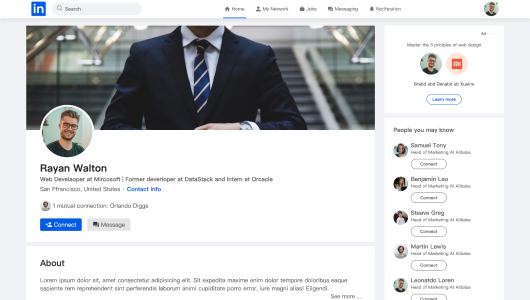 in
Search
Home
My Network
Jobs
Messaging
Notification
Ad
Master the 5 principles of web design
Brabd abd Denabd ab Xuaine
Learn more
People you may know
Samuel Tony
Head of Marketing At Alibaba
Connect
Benjamin Leo
Head of Marketing At Alibaba
Connect
Steave Greg
Head of Marketing At Alibaba
Connect
Martin Lewis
Head of Marketing At Alibaba
Connect
Leonatdo Loren
Head of Marketing At Alibaba
Connect
Rayan Walton
Web Develaoper at Mircosoft | Former deverloper at DataStack and Intern at Orcacle
San Frrancisco, United States · Contact info
1 mutual connection: Orlando Diggs
Connect
Message
About
Lorem ipsum dolor sit, amet consectetur adipisicing elit. Sit expedita maxime enim dolor tempore doloribus eaque
sapiente rem reprehenderit sint perferendis laborum animi cupiditate porro error, iure magni alias! Eligendi
See more ...